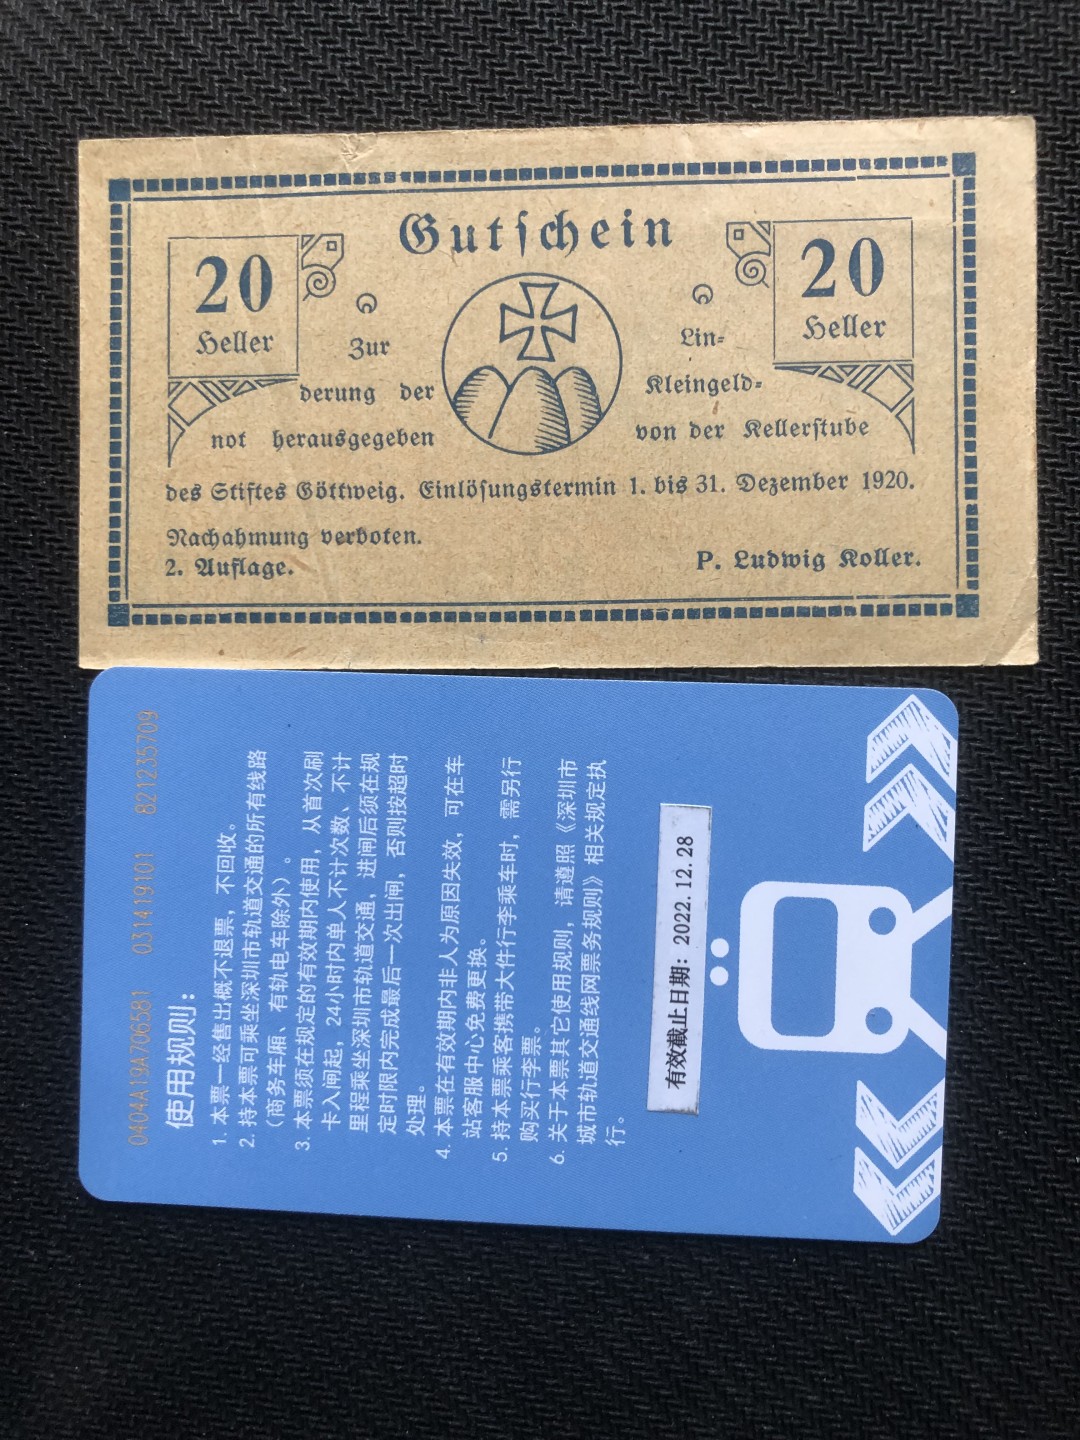 Gutschein
20
Heller
20
Heller
Zur Lin-
derung der Kleingeld-
not herausgegeben von der Kellerstube
des Stiftes Göttweig. Einlösungstermin 1. bis 31. Dezember 1920.
Nachahmung verboten.
2. Auflage.
P. Ludwig Koller.
0404A19A706581 031419101 821235709
使用规则：
1. 本票一经售出概不退票，不回收。
2. 持本票可乘坐深圳市轨道交通的所有线路
（商务车厢、有轨电车除外）。
3. 本票须在规定的有效期内使用，从首次刷
卡入闸起，24小时内单人不计次数、不计
里程乘坐深圳市轨道交通，进闸后须在规
定时限内完成最后一次出闸，否则按超时
处理。
4. 本票在有效期内非人为原因失效，可在车
站客服中心免费更换。
5. 持本票乘客携带大件行李乘车时，需另行
购买行李票。
6. 关于本票其它使用规则，请遵照《深圳市
城市轨道交通线网票务规则》相关规定执
行。
有效截止日期：2022.12.28